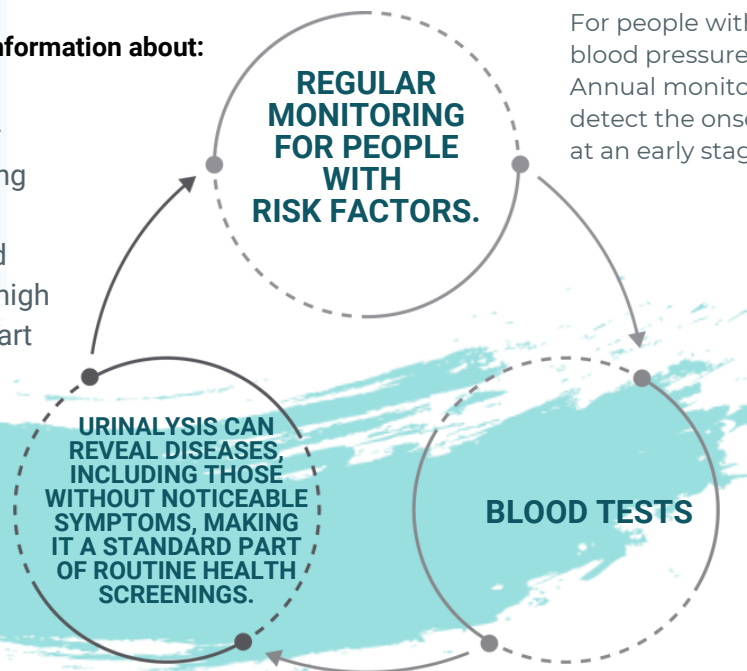 nformation about:
ng
d
high
art
REGULAR
MONITORING
FOR PEOPLE
WITH
RISK FACTORS.
For people with
blood pressure
Annual monito
detect the onse
at an early stag
URINALYSIS CAN
REVEAL DISEASES,
INCLUDING THOSE
WITHOUT NOTICEABLE
SYMPTOMS, MAKING
IT A STANDARD PART
OF ROUTINE HEALTH
SCREENINGS.
BLOOD TESTS